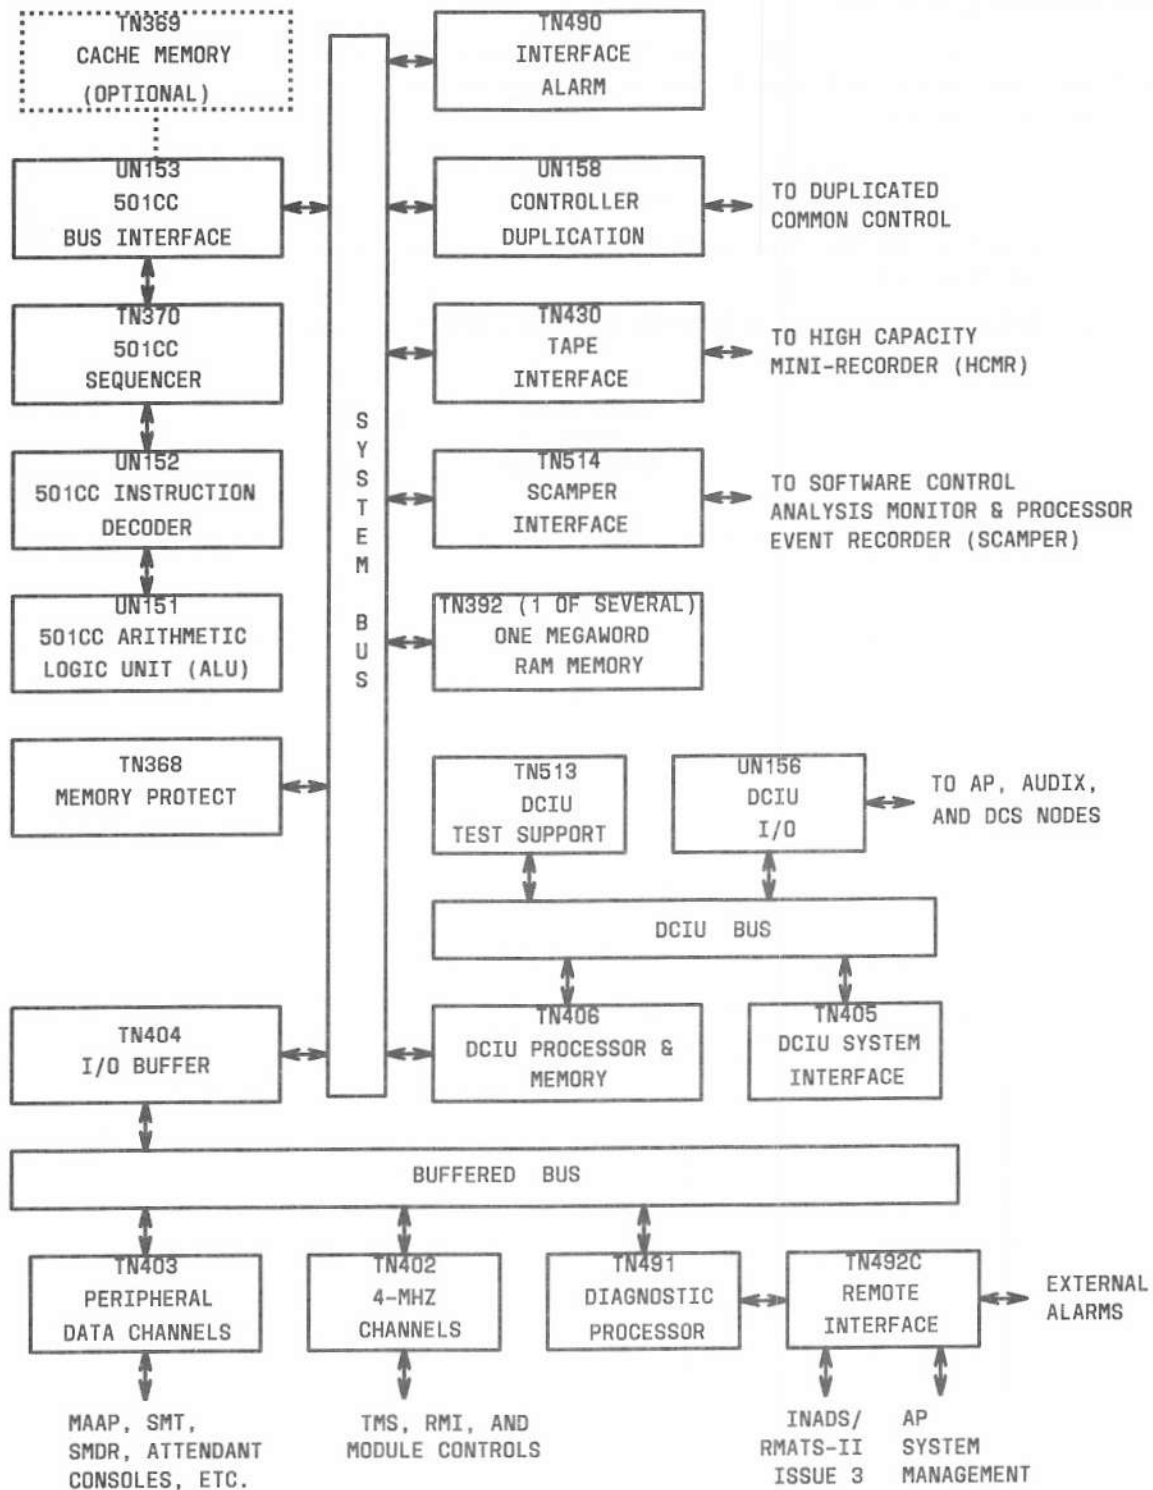 TN369
CACHE MEMORY
(OPTIONAL)
TN490
INTERFACE
ALARM
UN153
501CC
BUS INTERFACE
UN158
CONTROLLER
DUPLICATION
TO DUPLICATED
COMMON CONTROL
TN370
501CC
SEQUENCER
TN430
TAPE
INTERFACE
TO HIGH CAPACITY
MINI-RECORDER (HCMR)
SYSTEM BUS
UN152
501CC INSTRUCTION
DECODER
TN514
SCAMPER
INTERFACE
TO SOFTWARE CONTROL
ANALYSIS MONITOR & PROCESSOR
EVENT RECORDER (SCAMPER)
UN151
501CC ARITHMETIC
LOGIC UNIT (ALU)
TN392 (1 OF SEVERAL)
ONE MEGAWORD
RAM MEMORY
TN368
MEMORY PROTECT
TN513
DCIU
TEST SUPPORT
UN156
DCIU
I/O
TO AP, AUDIX,
AND DCS NODES
DCIU BUS
TN404
I/O BUFFER
TN406
DCIU PROCESSOR &
MEMORY
TN405
DCIU SYSTEM
INTERFACE
BUFFERED BUS
TN403
PERIPHERAL
DATA CHANNELS
TN402
4-MHZ
CHANNELS
TN491
DIAGNOSTIC
PROCESSOR
TN492C
REMOTE
INTERFACE
EXTERNAL
ALARMS
MAAP, SMT,
SMDR, ATTENDANT
CONSOLES, ETC.
TMS, RMI, AND
MODULE CONTROLS
INADS/
RMATS-II
ISSUE 3
AP
SYSTEM
MANAGEMENT